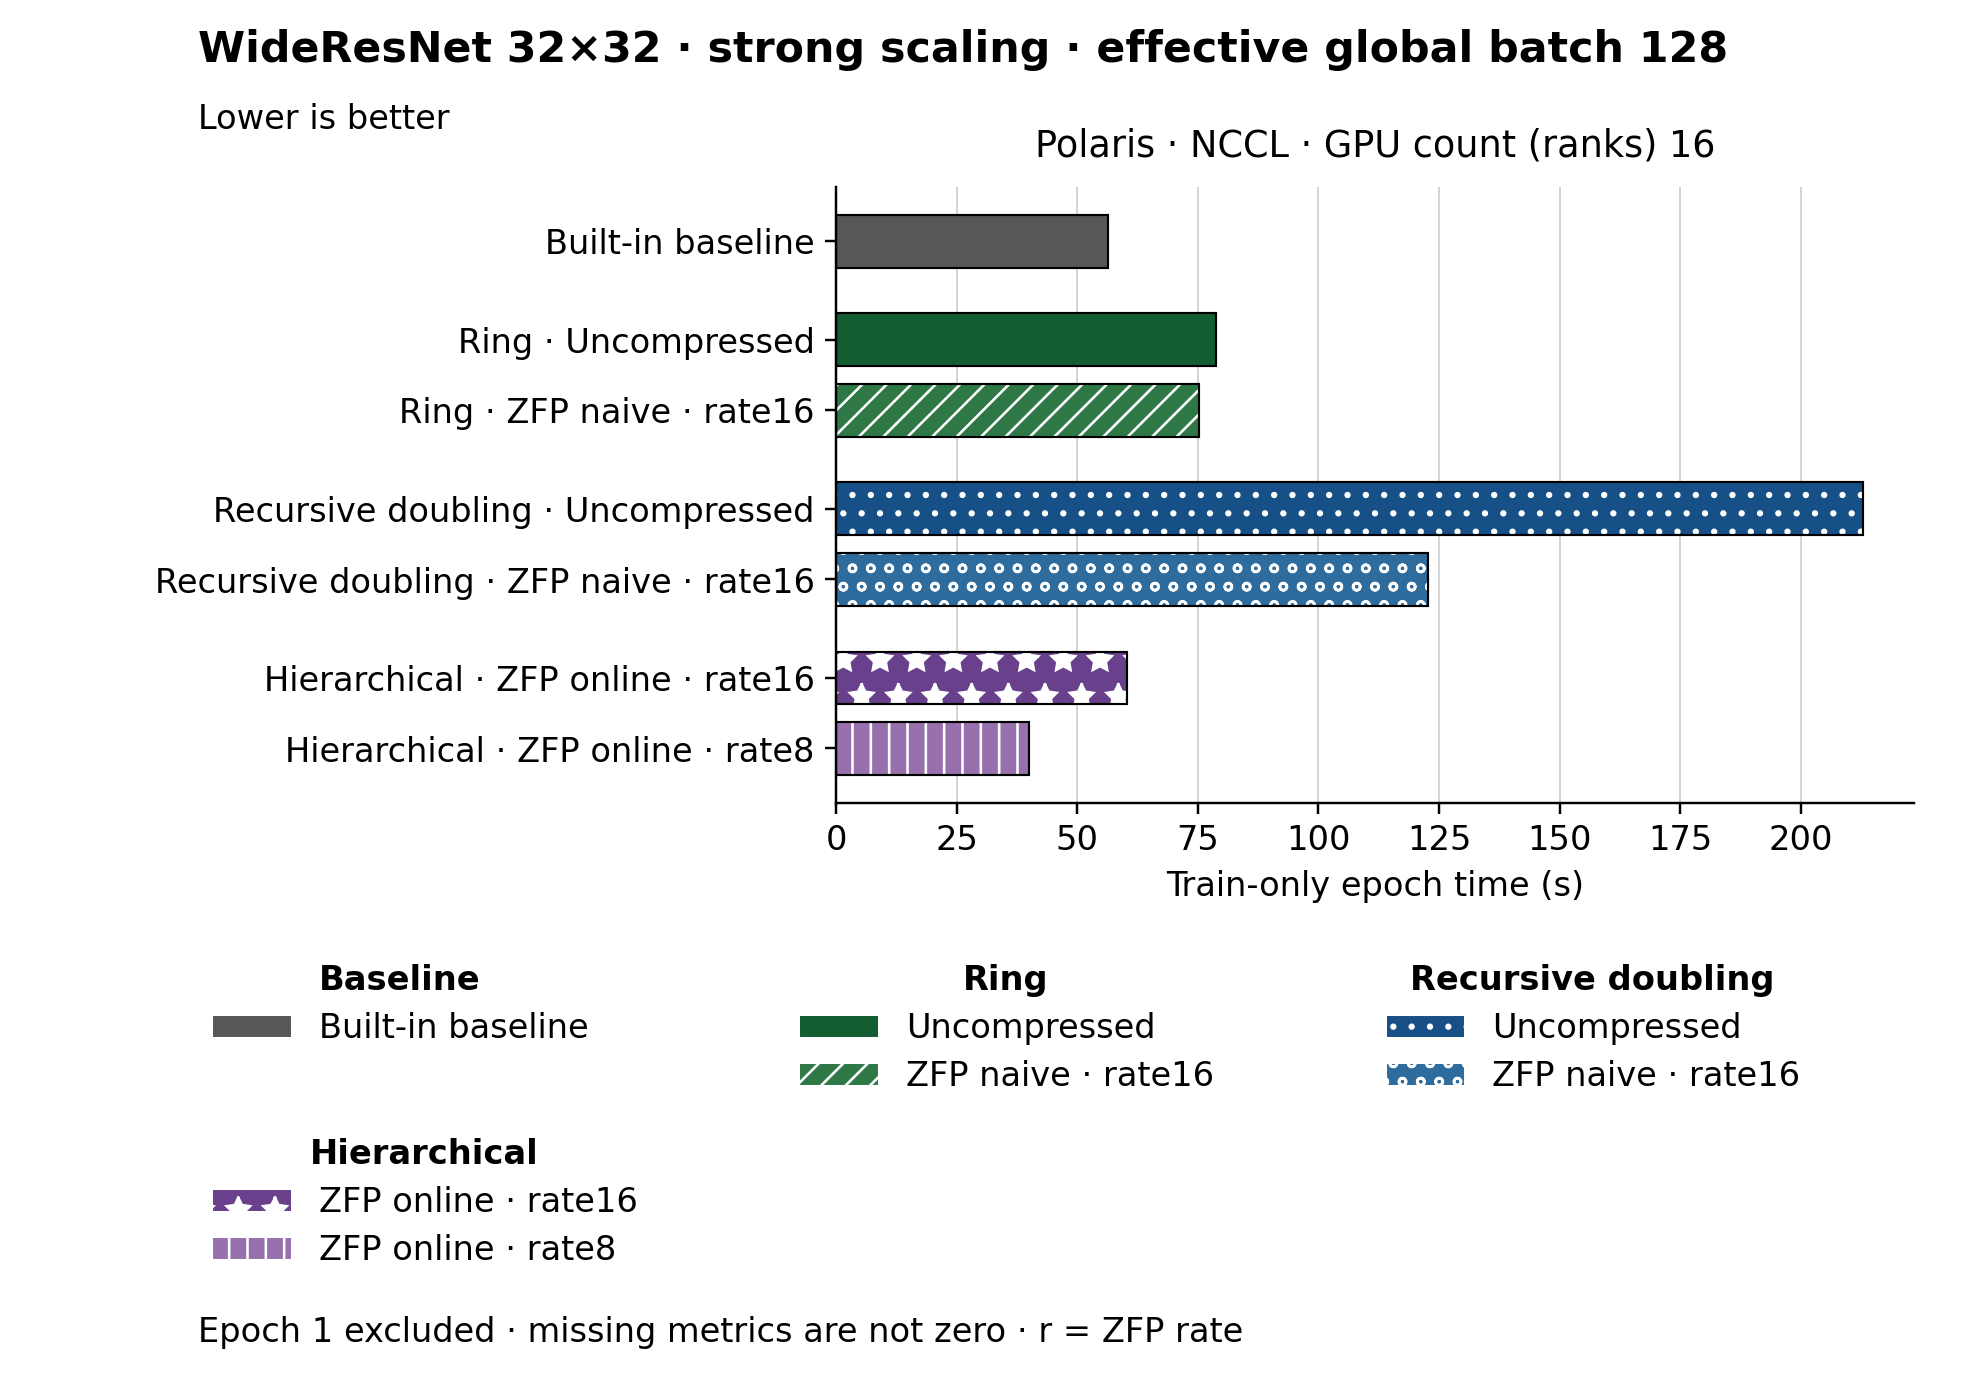 WideResNet 32×32 · strong scaling · effective global batch 128
Lower is better
Polaris · NCCL · GPU count (ranks) 16
Built-in baseline
Ring · Uncompressed
Ring · ZFP naive · rate16
Recursive doubling · Uncompressed
Recursive doubling · ZFP naive · rate16
Hierarchical · ZFP online · rate16
Hierarchical · ZFP online · rate8
0 25 50 75 100 125 150 175 200
Train-only epoch time (s)
Baseline
Built-in baseline
Ring
Uncompressed
ZFP naive · rate16
Recursive doubling
Uncompressed
ZFP naive · rate16
Hierarchical
ZFP online · rate16
ZFP online · rate8
Epoch 1 excluded · missing metrics are not zero · r = ZFP rate